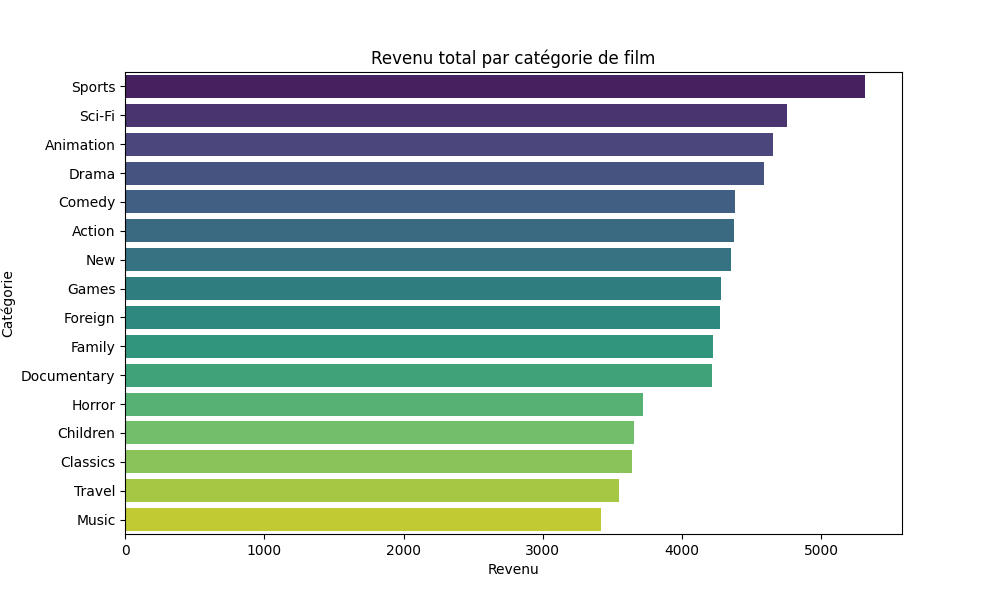 Revenu total par catégorie de film
Catégorie
Sports
Sci-Fi
Animation
Drama
Comedy
Action
New
Games
Foreign
Family
Documentary
Horror
Children
Classics
Travel
Music
0 1000 2000 3000 4000 5000
Revenu